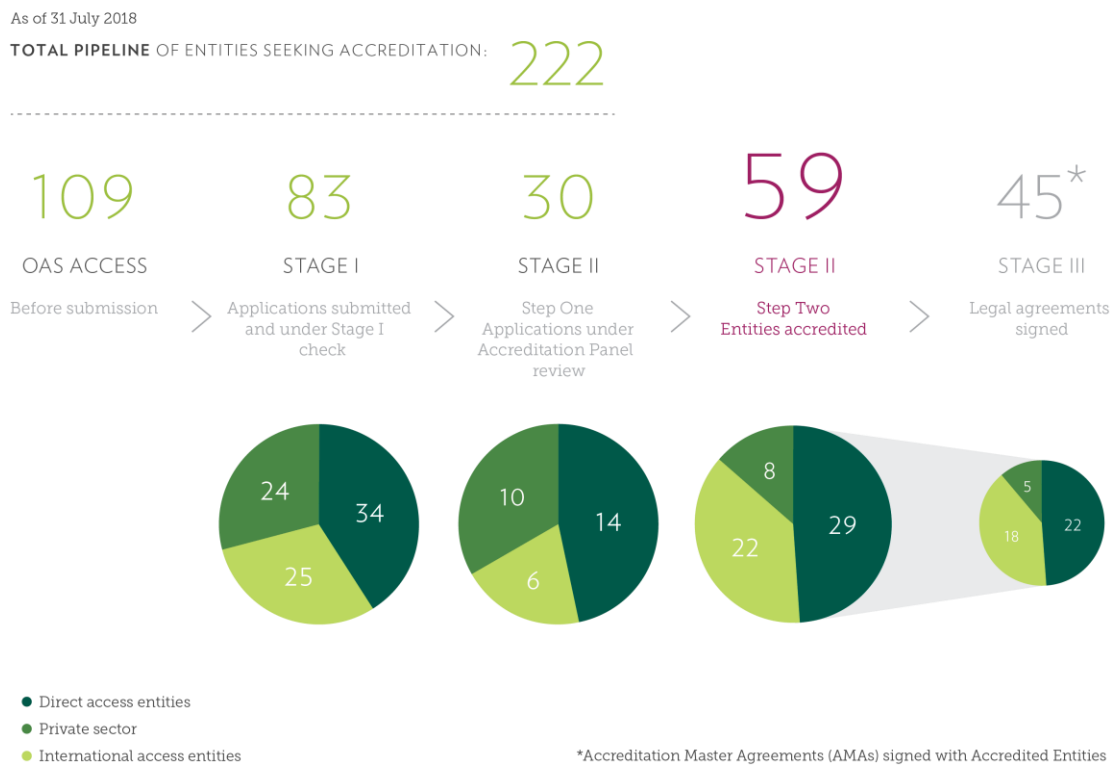 As of 31 July 2018
TOTAL PIPELINE OF ENTITIES SEEKING ACCREDITATION: 222
109
OAS ACCESS
Before submission
83
STAGE I
Applications submitted
and under Stage I
check
30
STAGE II
Step One
Applications under
Accreditation Panel
review
59
STAGE II
Step Two
Entities accredited
45*
STAGE III
Legal agreements
signed
24
34
25
10
14
6
8
29
22
5
22
18
Direct access entities
Private sector
International access entities
*Accreditation Master Agreements (AMAs) signed with Accredited Entities